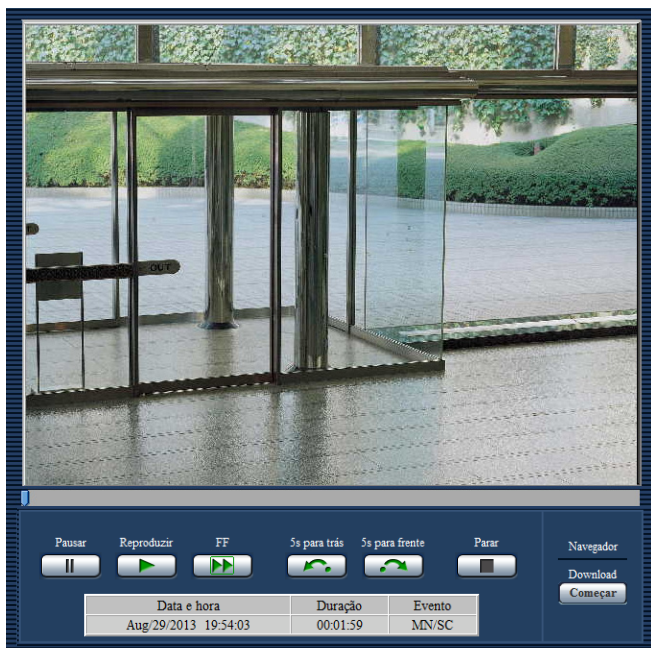 OUT
Pausar Reproduzir FF 5s para trás 5s para frente Parar
Navegador
Download
Começar
Data e hora Duração Evento
Aug/29/2013 19:54:03 00:01:59 MN/SC